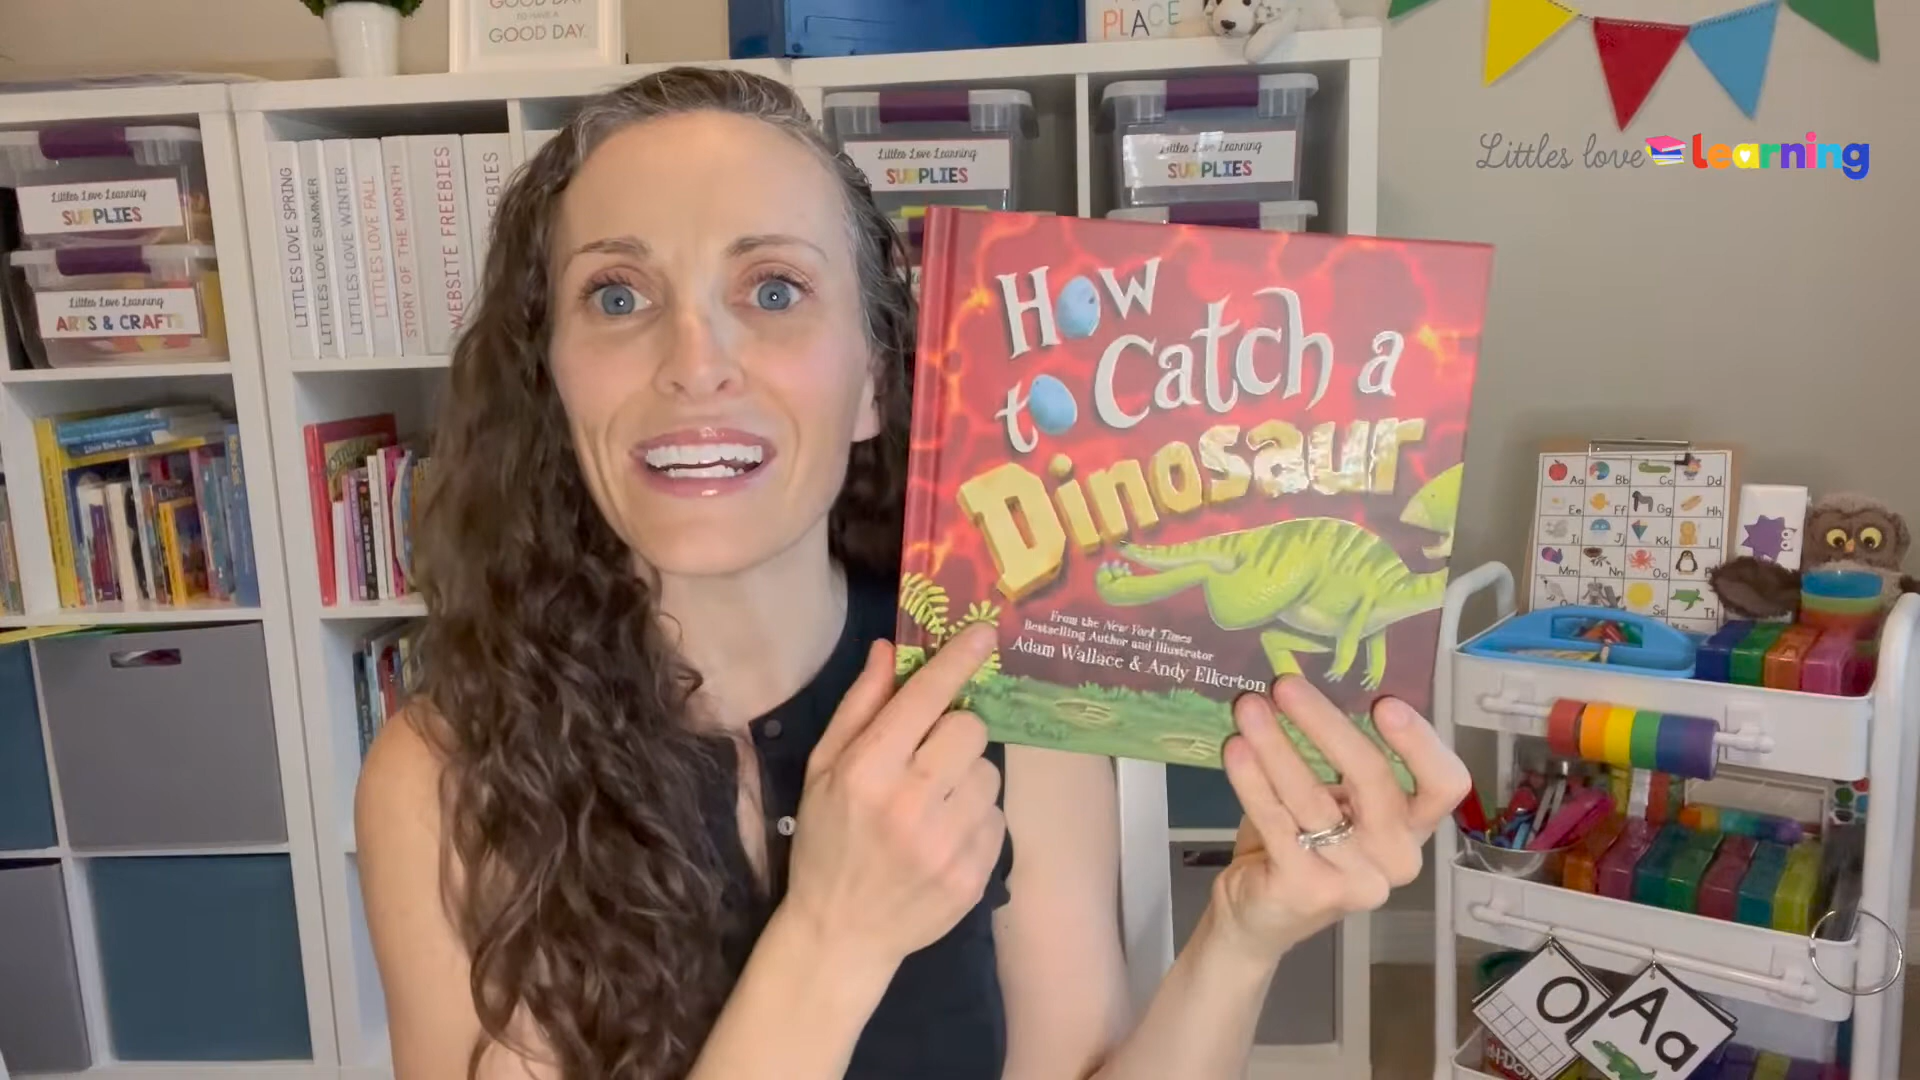 GOOD DAY
TO HAVE A
GOOD DAY.
PLACE
Littles love learning
Littles Love Learning
SUPPLIES
Littles Love Learning
ARTS & CRAFTS
LITTLES LOVE SPRING
LITTLES LOVE SUMMER
LITTLES LOVE WINTER
LITTLES LOVE FALL
STORY OF THE MONTH
WEBSITE FREEBIES
Littles Love Learning
SUPPLIES
Littles Love Learning
SUPPLIES
How
to Catch a
Dinosaur
From the New York Times
Bestselling Author and Illustrator
Adam Wallace & Andy Elkerton
Aa Bb Cc Dd
Ee Ff Gg Hh
Ii Jj Kk Ll
Mm Nn Oo
Ss Tt
O
Aa